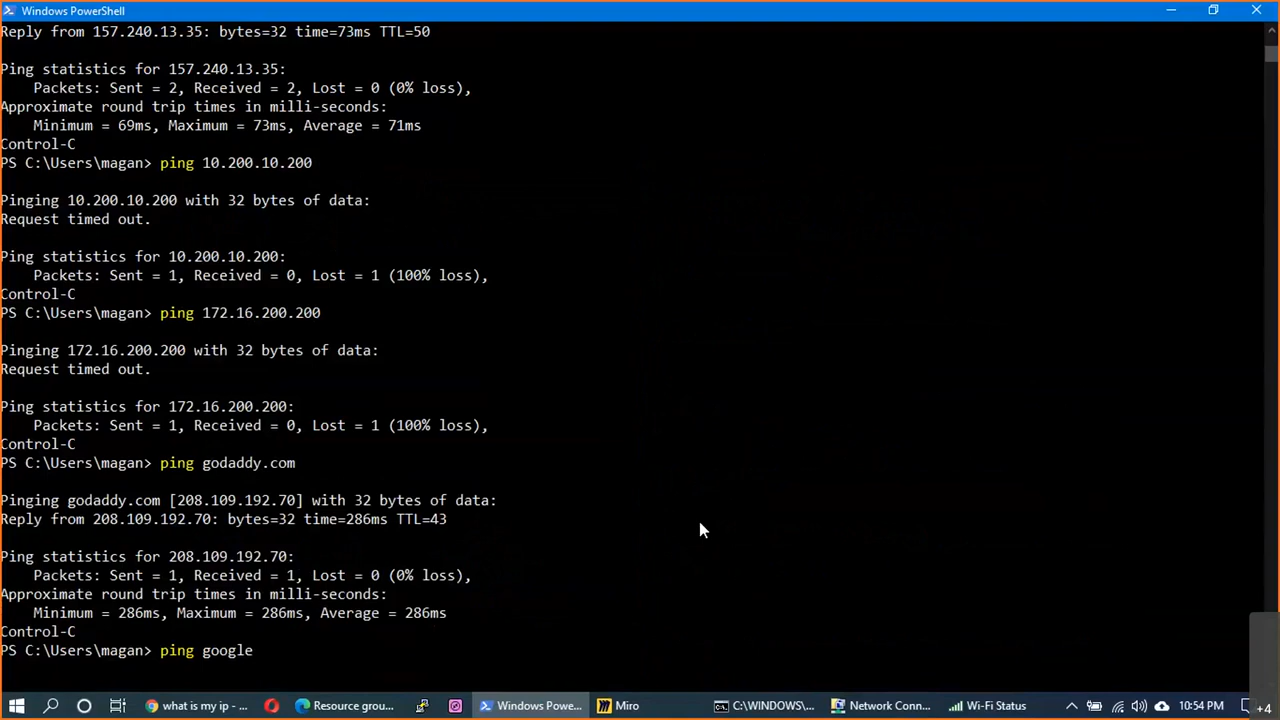 Windows PowerShell
Reply from 157.240.13.35: bytes=32 time=73ms TTL=50
Ping statistics for 157.240.13.35:
    Packets: Sent = 2, Received = 2, Lost = 0 (0% loss),
Approximate round trip times in milli-seconds:
    Minimum = 69ms, Maximum = 73ms, Average = 71ms
Control-C
PS C:\Users\magan> ping 10.200.10.200
Pinging 10.200.10.200 with 32 bytes of data:
Request timed out.
Ping statistics for 10.200.10.200:
    Packets: Sent = 1, Received = 0, Lost = 1 (100% loss),
Control-C
PS C:\Users\magan> ping 172.16.200.200
Pinging 172.16.200.200 with 32 bytes of data:
Request timed out.
Ping statistics for 172.16.200.200:
    Packets: Sent = 1, Received = 0, Lost = 1 (100% loss),
Control-C
PS C:\Users\magan> ping godaddy.com
Pinging godaddy.com [208.109.192.70] with 32 bytes of data:
Reply from 208.109.192.70: bytes=32 time=286ms TTL=43
Ping statistics for 208.109.192.70:
    Packets: Sent = 1, Received = 1, Lost = 0 (0% loss),
Approximate round trip times in milli-seconds:
    Minimum = 286ms, Maximum = 286ms, Average = 286ms
Control-C
PS C:\Users\magan> ping google
what is my ip - ... Resource grou... Windows Powe... Miro C:\WINDOWS\... Network Conn... Wi-Fi Status 10:54 PM +4